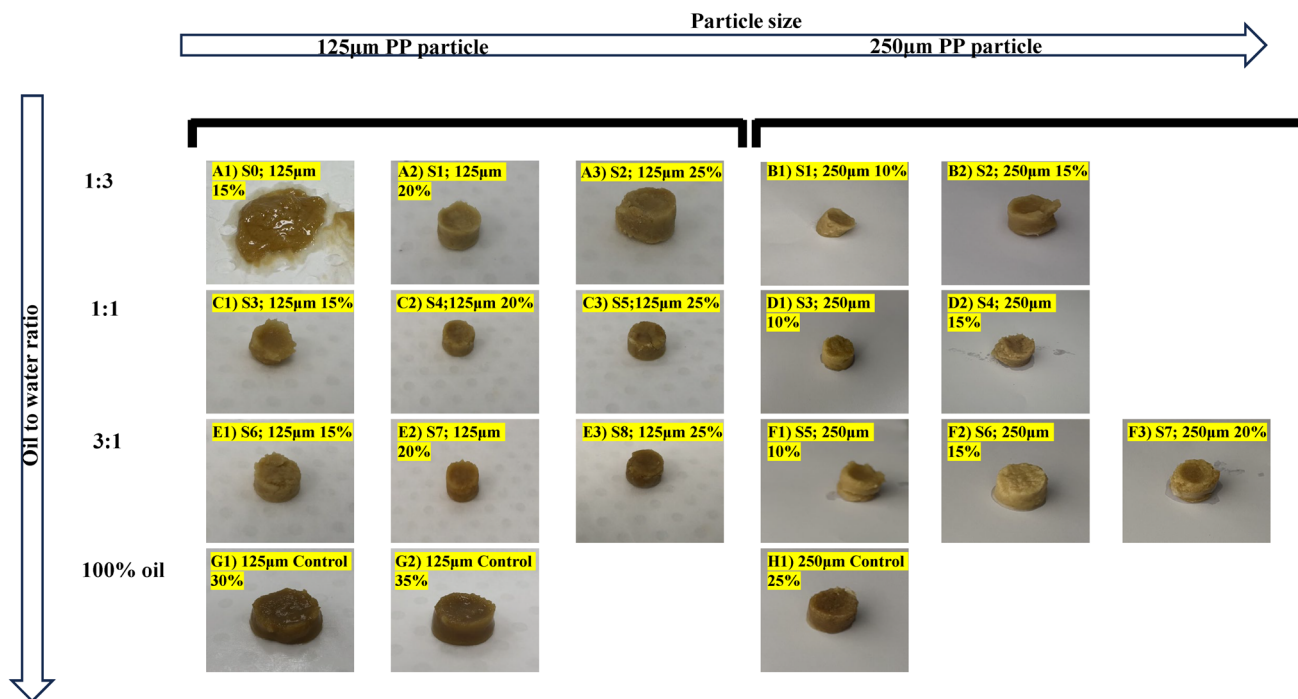 Particle size
125μm PP particle
250μm PP particle
Oil to water ratio
1:3
A1) S0; 125μm
15%
A2) S1; 125μm
20%
A3) S2; 125μm 25%
B1) S1; 250μm 10%
B2) S2; 250μm 15%
1:1
C1) S3; 125μm 15%
C2) S4;125μm 20%
C3) S5;125μm 25%
D1) S3; 250μm
10%
D2) S4; 250μm
15%
3:1
E1) S6; 125μm 15%
E2) S7; 125μm
20%
E3) S8; 125μm 25%
F1) S5; 250μm
10%
F2) S6; 250μm
15%
F3) S7; 250μm 20%
100% oil
G1) 125μm Control
30%
G2) 125μm Control
35%
H1) 250μm Control
25%